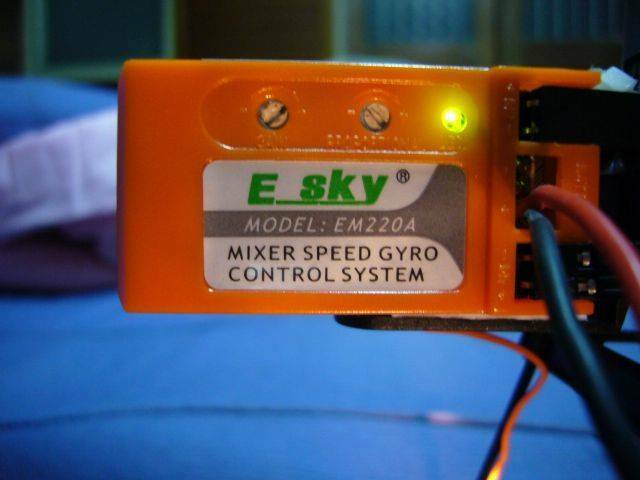 E_sky®
MODEL: EM220A
MIXER SPEED GYRO
CONTROL SYSTEM